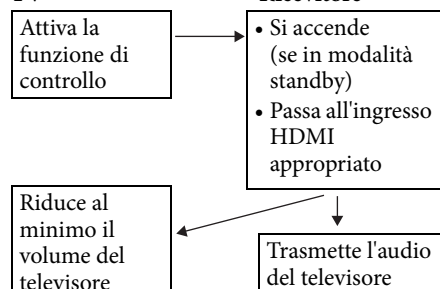 Attiva la
funzione di
controllo
• Si accende
(se in modalità
standby)
• Passa all'ingresso
HDMI
appropriato
Riduce al
minimo il
volume del
televisore
Trasmette l'audio
del televisore